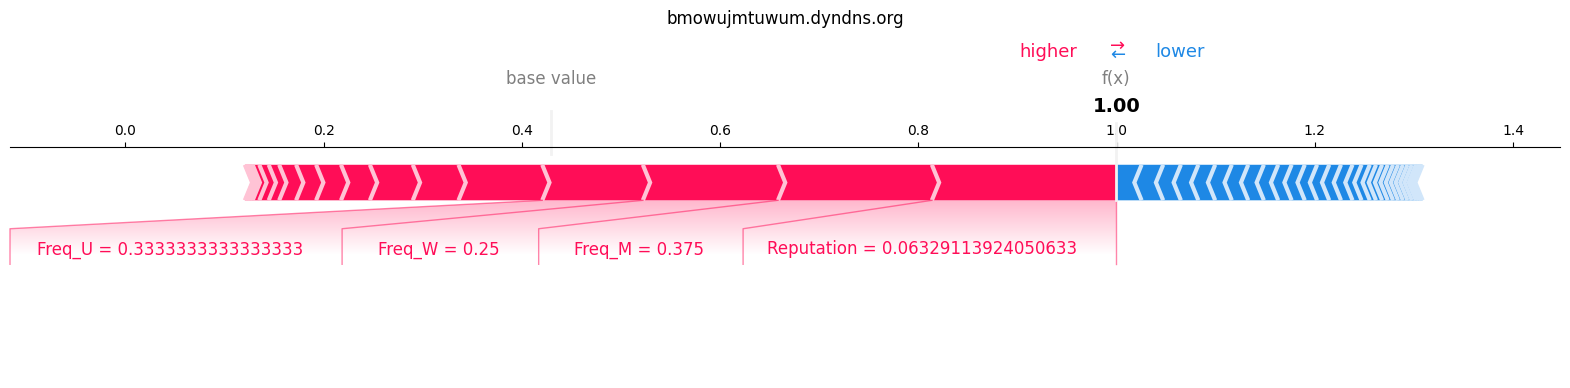 bmowujmtuwum.dyndns.org
higher ⇄ lower
base value f(x)
1.00
0.0 0.2 0.4 0.6 0.8 1.0 1.2 1.4
Freq_U = 0.3333333333333333 Freq_W = 0.25 Freq_M = 0.375 Reputation = 0.06329113924050633